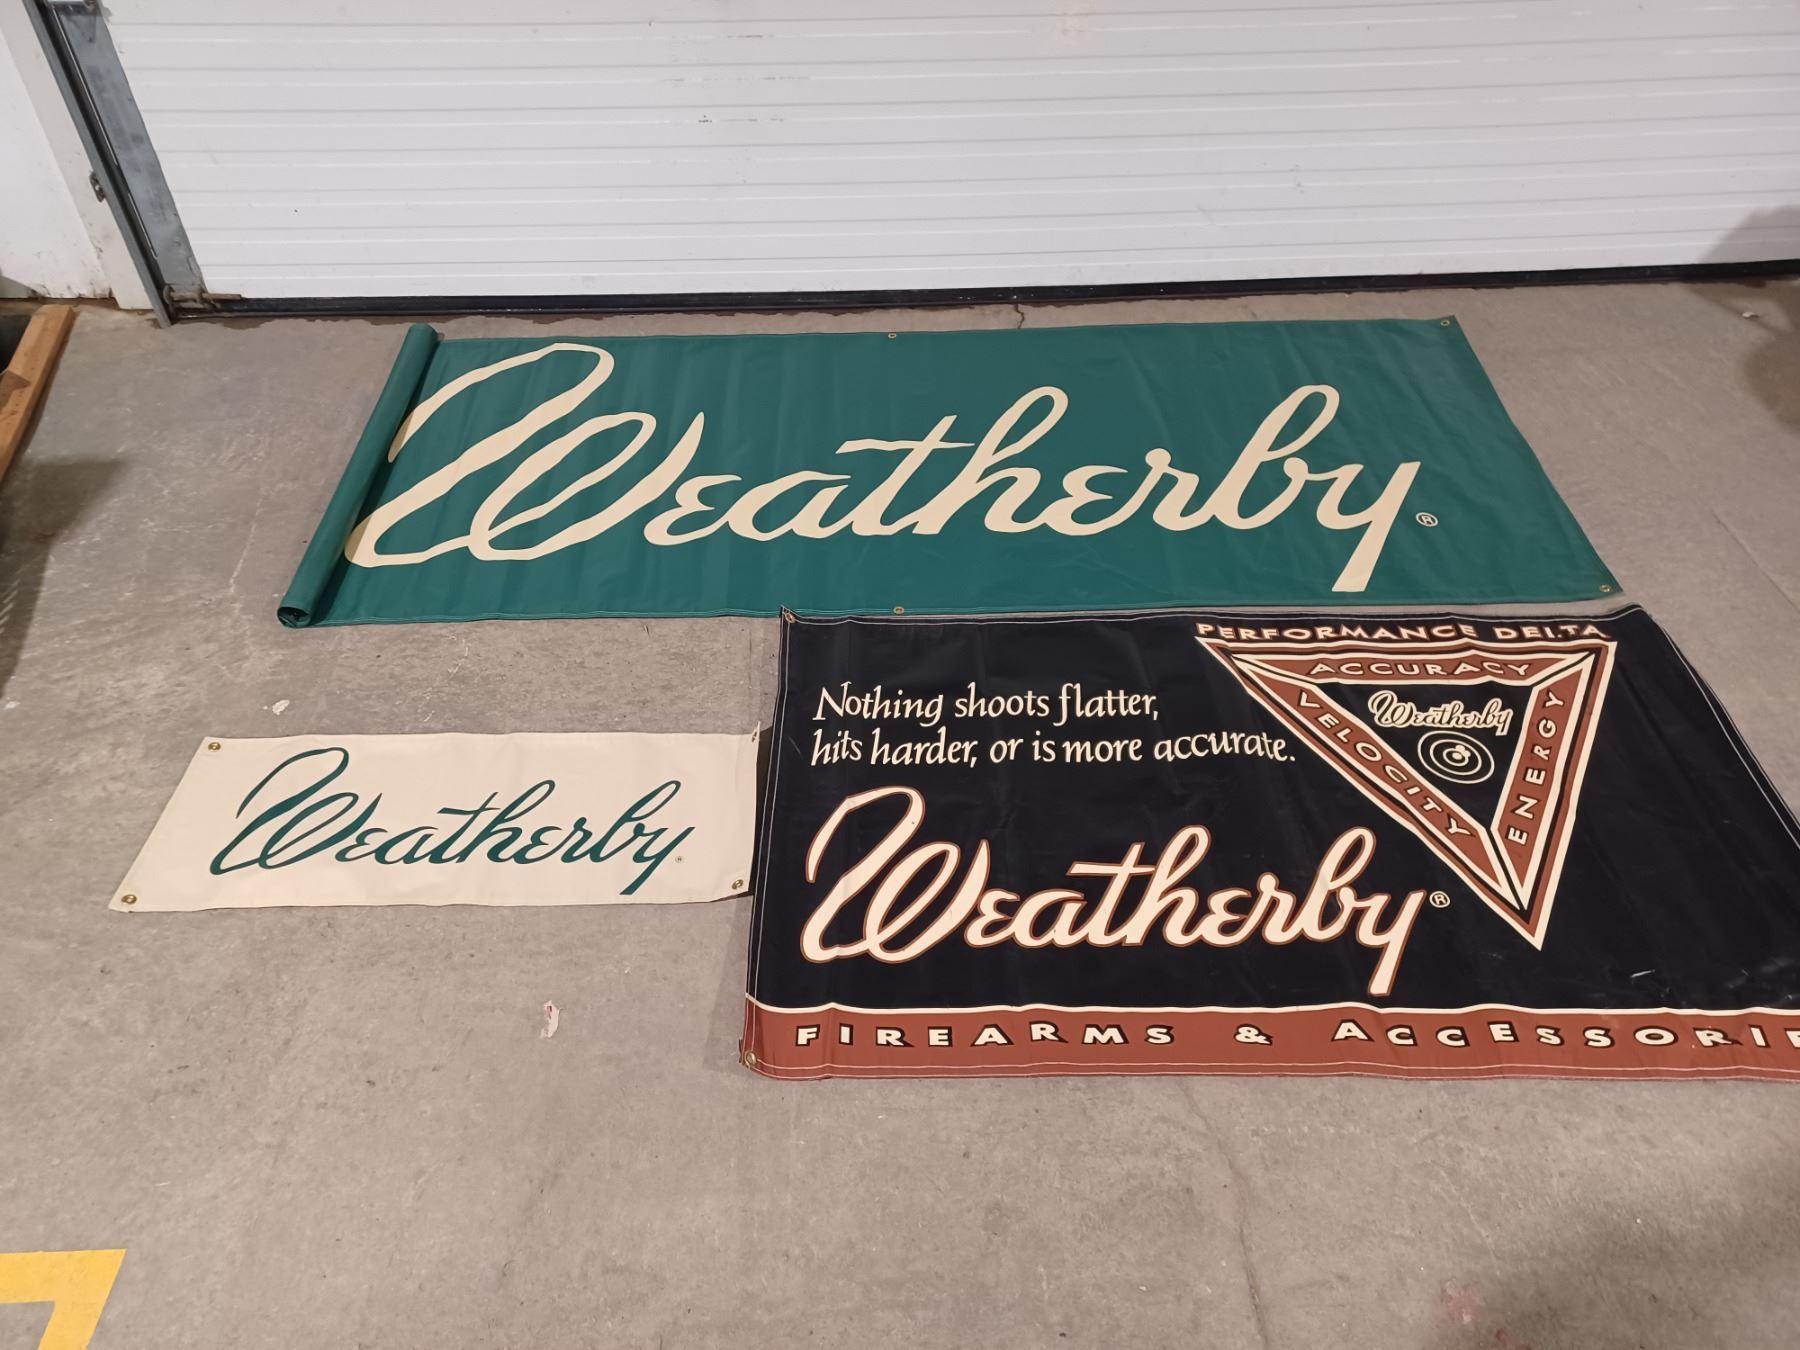 Weatherby®
Weatherby®
PERFORMANCE DELTA
ACCURACY
VELOCITY
ENERGY
Weatherby
Nothing shoots flatter,
hits harder, or is more accurate.
Weatherby®
FIREARMS & ACCESSORIE